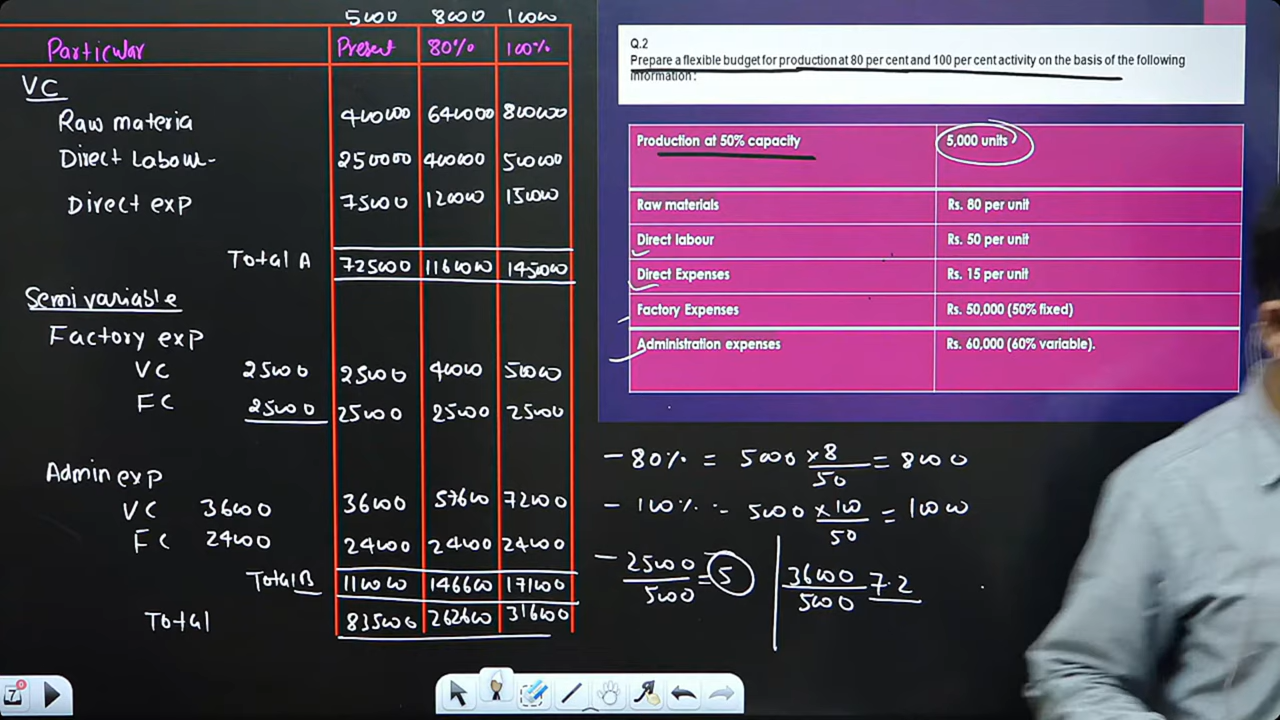 5000 8000 10000
Particular Present 80% 100%
VC
Raw materia 400000 640000 800000
Direct Labour 250000 400000 500000
Direct exp 75000 120000 150000
Total A 725000 1160000 1450000
Semi variable
Factory exp
VC 25000 25000 40000 50000
FC 25000 25000 25000 25000
Admin exp
VC 36000 36000 57600 72000
FC 24000 24000 24000 24000
Total B 110000 146600 171000
Total 835000 262600 316000
Q.2
Prepare a flexible budget for production at 80 per cent and 100 per cent activity on the basis of the following
information :
Production at 50% capacity 5,000 units
Raw materials Rs. 80 per unit
Direct labour Rs. 50 per unit
Direct Expenses Rs. 15 per unit
Factory Expenses Rs. 50,000 (50% fixed)
Administration expenses Rs. 60,000 (60% variable).
- 80% = 5000 × 8/50 = 8000
- 100% - 5000 × 100/50 = 10000
- 25000/5000 = 5
36000/5000 7.2